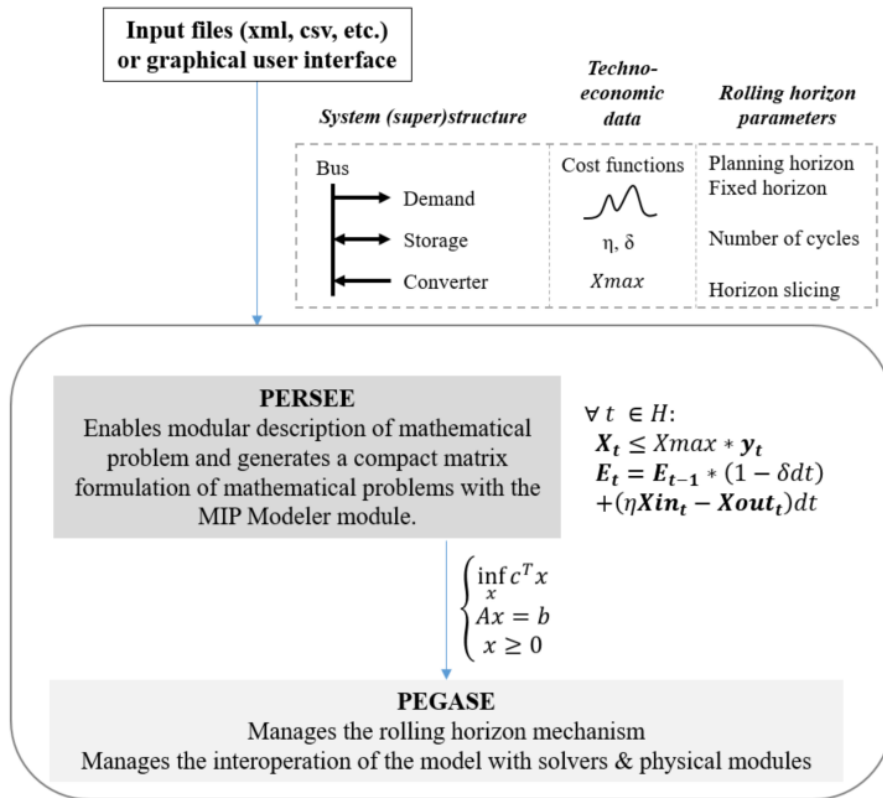 Input files (xml, csv, etc.)
or graphical user interface
System (super)structure
Techno-
economic
data
Rolling horizon
parameters
Bus
Demand
Storage
Converter
Cost functions
η, δ
Xmax
Planning horizon
Fixed horizon
Number of cycles
Horizon slicing
PERSEE
Enables modular description of mathematical
problem and generates a compact matrix
formulation of mathematical problems with the
MIP Modeler module.
∀ t ∈ H:
X_t ≤ Xmax * y_t
E_t = E_{t−1} * (1 − δdt)
+(ηXin_t − Xout_t)dt
inf_x c^T x
Ax = b
x ≥ 0
PEGASE
Manages the rolling horizon mechanism
Manages the interoperation of the model with solvers & physical modules